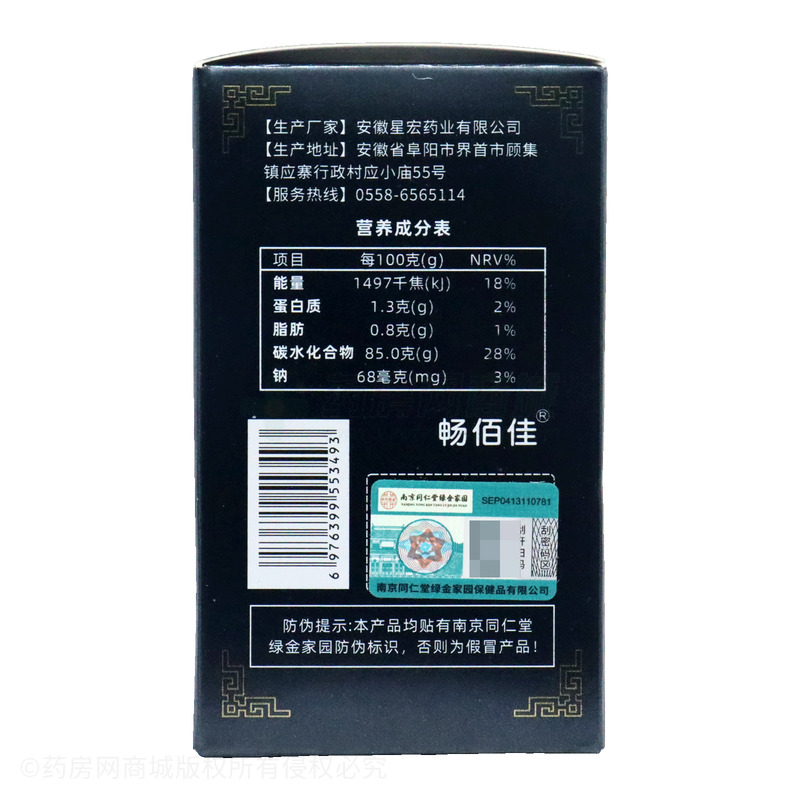 【生产厂家】安徽星宏药业有限公司
【生产地址】安徽省阜阳市界首市顾集
镇应寨行政村应小庙55号
【服务热线】0558-6565114
营养成分表
项目 每100克(g) NRV%
能量 1497千焦(kJ) 18%
蛋白质 1.3克(g) 2%
脂肪 0.8克(g) 1%
碳水化合物 85.0克(g) 28%
钠 68毫克(mg) 3%
畅佰佳®
6 976399 553493
南京同仁堂绿金家园
SEP0413110781
刮开扫码
刮密码区
南京同仁堂绿金家园保健品有限公司
防伪提示:本产品均贴有南京同仁堂
绿金家园防伪标识，否则为假冒产品！
©药房网商城版权所有侵权必究